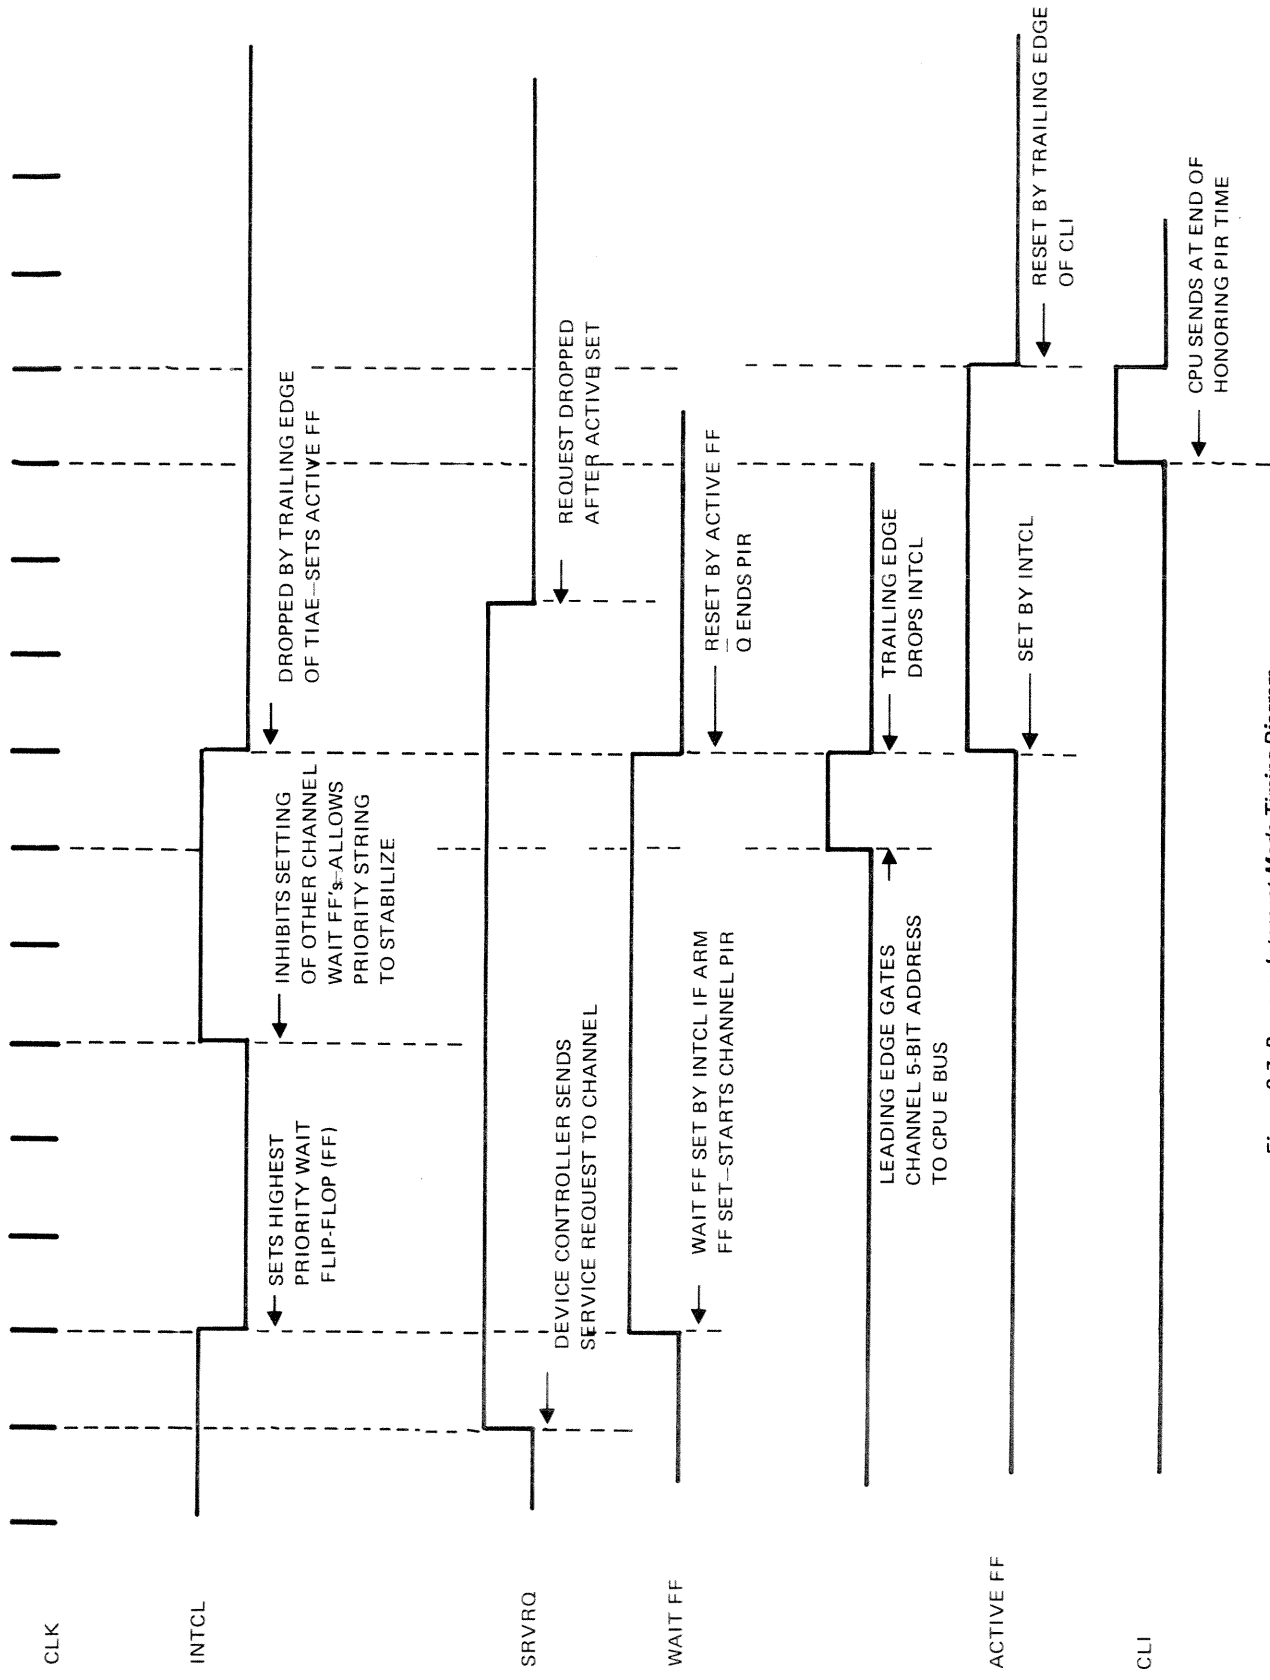 CLK
INTCL
SETS HIGHEST
PRIORITY WAIT
FLIP-FLOP (FF)
INHIBITS SETTING
OF OTHER CHANNEL
WAIT FF's—ALLOWS
PRIORITY STRING
TO STABILIZE
DROPPED BY TRAILING EDGE
OF TIAE—SETS ACTIVE FF
SRVRQ
DEVICE CONTROLLER SENDS
SERVICE REQUEST TO CHANNEL
REQUEST DROPPED
AFTER ACTIVE SET
WAIT FF
WAIT FF SET BY INTCL IF ARM
FF SET—STARTS CHANNEL PIR
RESET BY ACTIVE FF
Q ENDS PIR
LEADING EDGE GATES
CHANNEL 5-BIT ADDRESS
TO CPU E BUS
TRAILING EDGE
DROPS INTCL
ACTIVE FF
SET BY INTCL
RESET BY TRAILING EDGE
OF CLI
CLI
CPU SENDS AT END OF
HONORING PIR TIME
Mode Timing Diagram